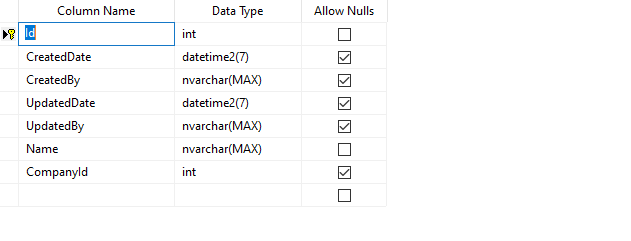 Column Name Data Type Allow Nulls
Id int
CreatedDate datetime2(7)
CreatedBy nvarchar(MAX)
UpdatedDate datetime2(7)
UpdatedBy nvarchar(MAX)
Name nvarchar(MAX)
CompanyId int